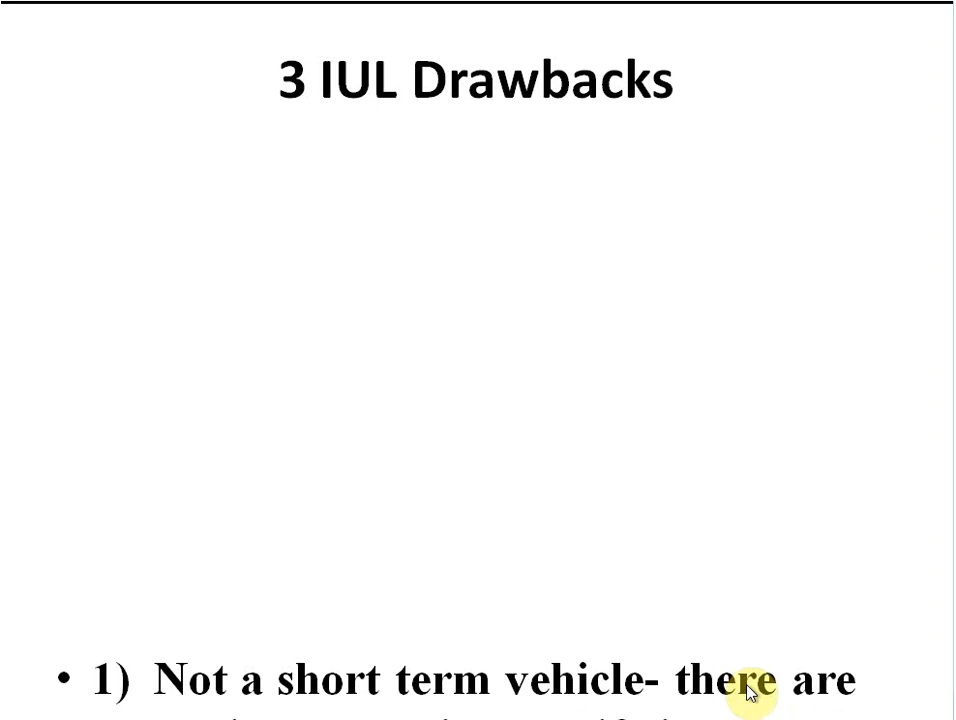 3 IUL Drawbacks
• 1) Not a short term vehicle- there are